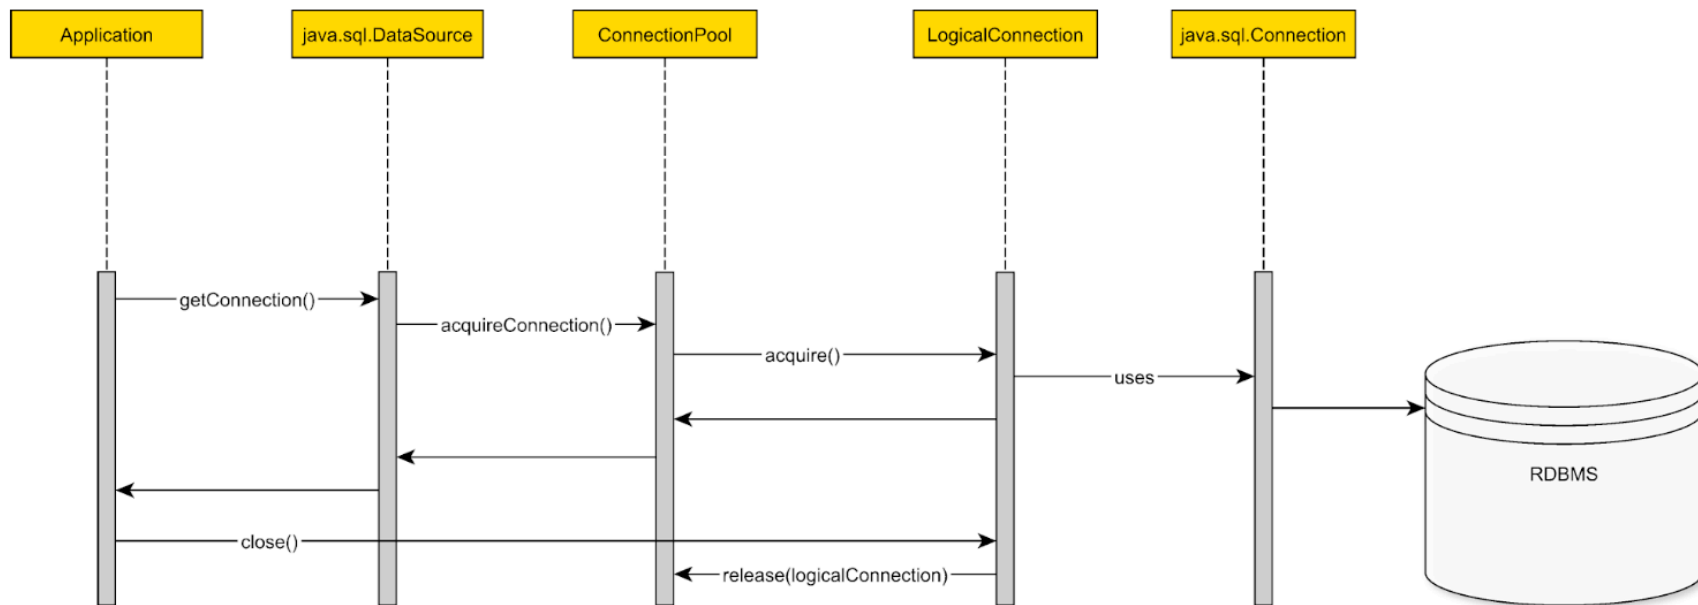 Application
java.sql.DataSource
ConnectionPool
LogicalConnection
java.sql.Connection
getConnection()
acquireConnection()
acquire()
uses
RDBMS
close()
release(logicalConnection)